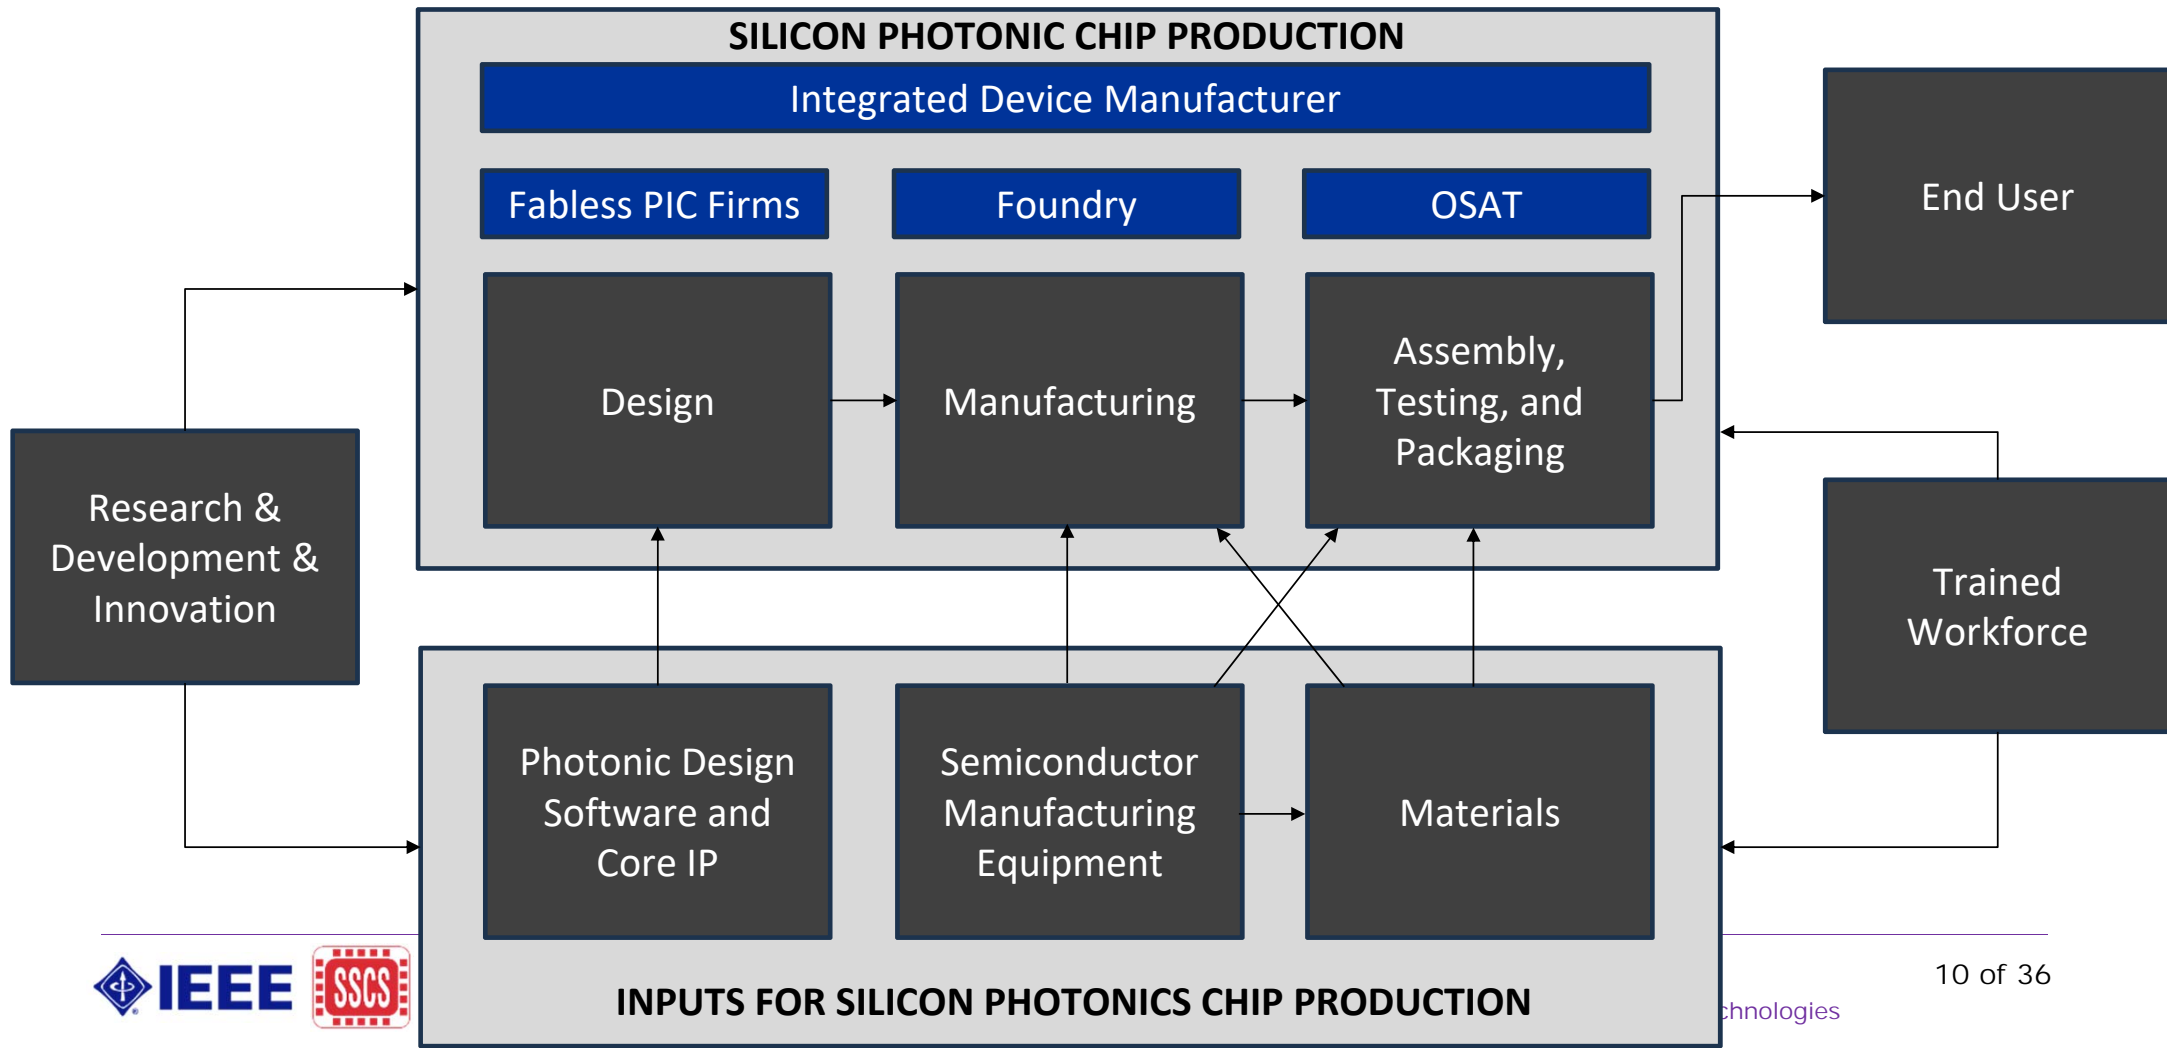 SILICON PHOTONIC CHIP PRODUCTION
Integrated Device Manufacturer
Fabless PIC Firms
Foundry
OSAT
End User
Design
Manufacturing
Assembly,
Testing, and
Packaging
Research &
Development &
Innovation
Trained
Workforce
Photonic Design
Software and
Core IP
Semiconductor
Manufacturing
Equipment
Materials
INPUTS FOR SILICON PHOTONICS CHIP PRODUCTION
IEEE
SSCS
10 of 36
chnologies